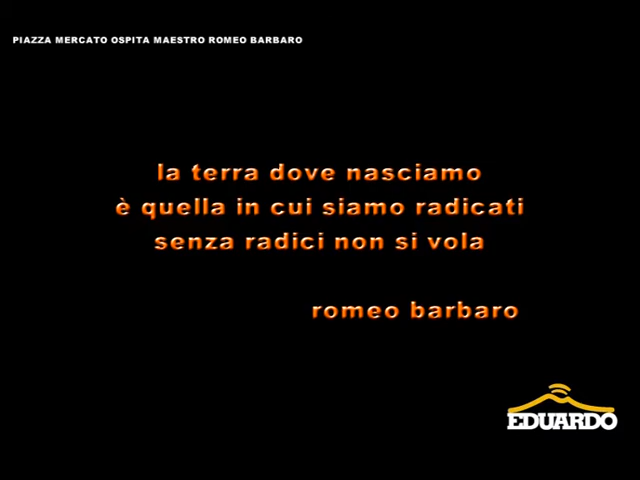 PIAZZA MERCATO OSPITA MAESTRO ROMEO BARBARO
la terra dove nasciamo
è quella in cui siamo radicati
senza radici non si vola
romeo barbaro
EDUARDO